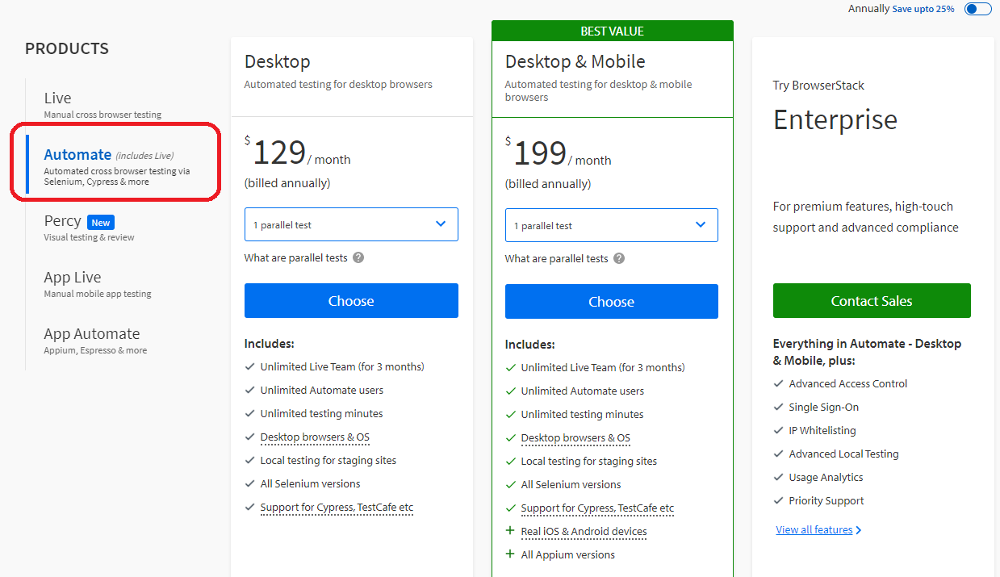 Annually Save upto 25%
PRODUCTS
Live
Manual cross browser testing
Automate (includes Live)
Automated cross browser testing via
Selenium, Cypress & more
Percy New
Visual testing & review
App Live
Manual mobile app testing
App Automate
Appium, Espresso & more
Desktop
Automated testing for desktop browsers
$129/ month
(billed annually)
1 parallel test
What are parallel tests ?
Choose
Includes:
Unlimited Live Team (for 3 months)
Unlimited Automate users
Unlimited testing minutes
Desktop browsers & OS
Local testing for staging sites
All Selenium versions
Support for Cypress, TestCafe etc
BEST VALUE
Desktop & Mobile
Automated testing for desktop & mobile
browsers
$199/ month
(billed annually)
1 parallel test
What are parallel tests ?
Choose
Includes:
Unlimited Live Team (for 3 months)
Unlimited Automate users
Unlimited testing minutes
Desktop browsers & OS
Local testing for staging sites
All Selenium versions
Support for Cypress, TestCafe etc
+ Real iOS & Android devices
+ All Appium versions
Try BrowserStack
Enterprise
For premium features, high-touch
support and advanced compliance
Contact Sales
Everything in Automate - Desktop
& Mobile, plus:
Advanced Access Control
Single Sign-On
IP Whitelisting
Advanced Local Testing
Usage Analytics
Priority Support
View all features